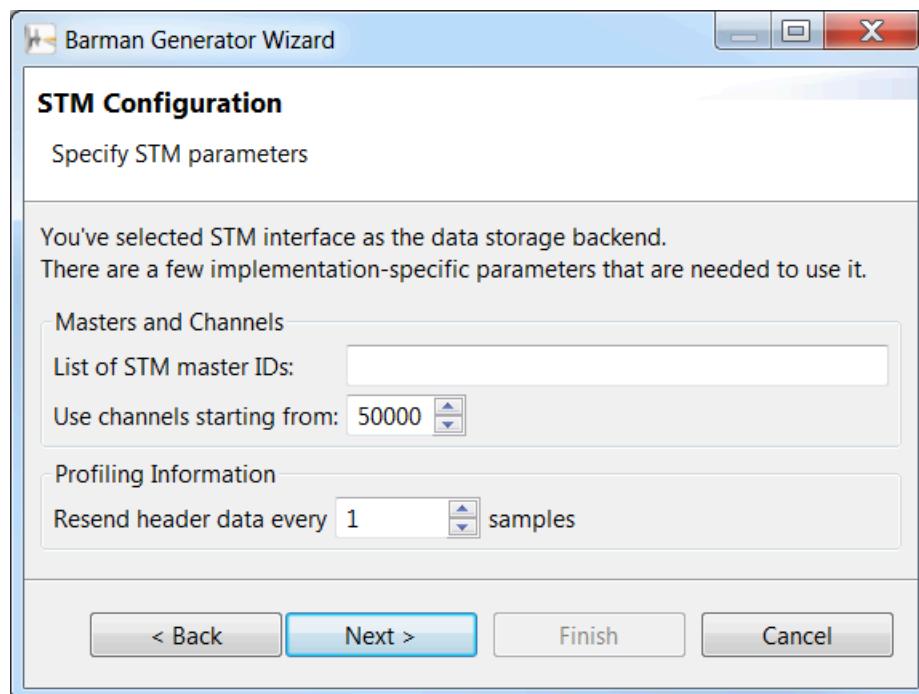 Barman Generator Wizard
STM Configuration
Specify STM parameters
You've selected STM interface as the data storage backend.
There are a few implementation-specific parameters that are needed to use it.
Masters and Channels
List of STM master IDs:
Use channels starting from: 50000
Profiling Information
Resend header data every 1 samples
< Back Next > Finish Cancel